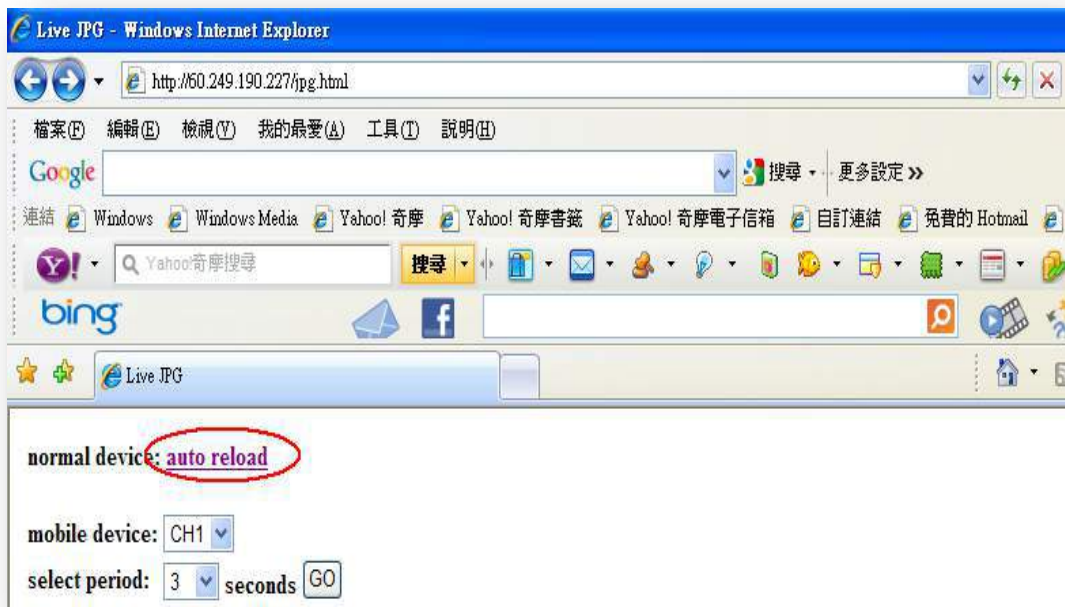 Live JPG - Windows Internet Explorer
http://60.249.190.227/jpg.html
檔案(F) 編輯(E) 檢視(V) 我的最愛(A) 工具(T) 說明(H)
Google 搜尋 更多設定 »
連結 Windows Windows Media Yahoo! 奇摩 Yahoo! 奇摩書籤 Yahoo! 奇摩電子信箱 自訂連結 免費的 Hotmail
Y! Yahoo!奇摩搜尋 搜尋
bing f
Live JPG
normal device: auto reload
mobile device: CH1
select period: 3 seconds GO